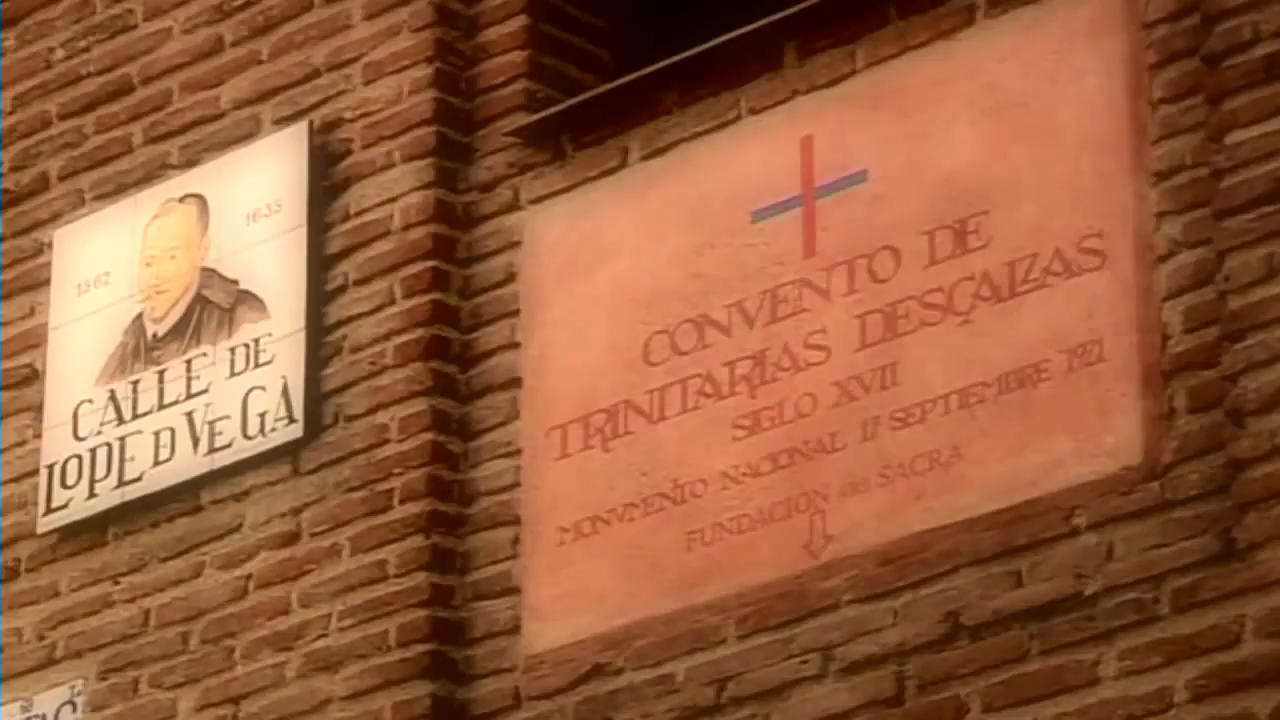 1562
1635
CALLE DE
LOPE D VEGA
CONVENTO DE
TRINITARIAS DESCALZAS
SIGLO XVII
MONVMENTO NACIONAL 17 SEPTIEMBRE 1921
FUNDACION SACRA